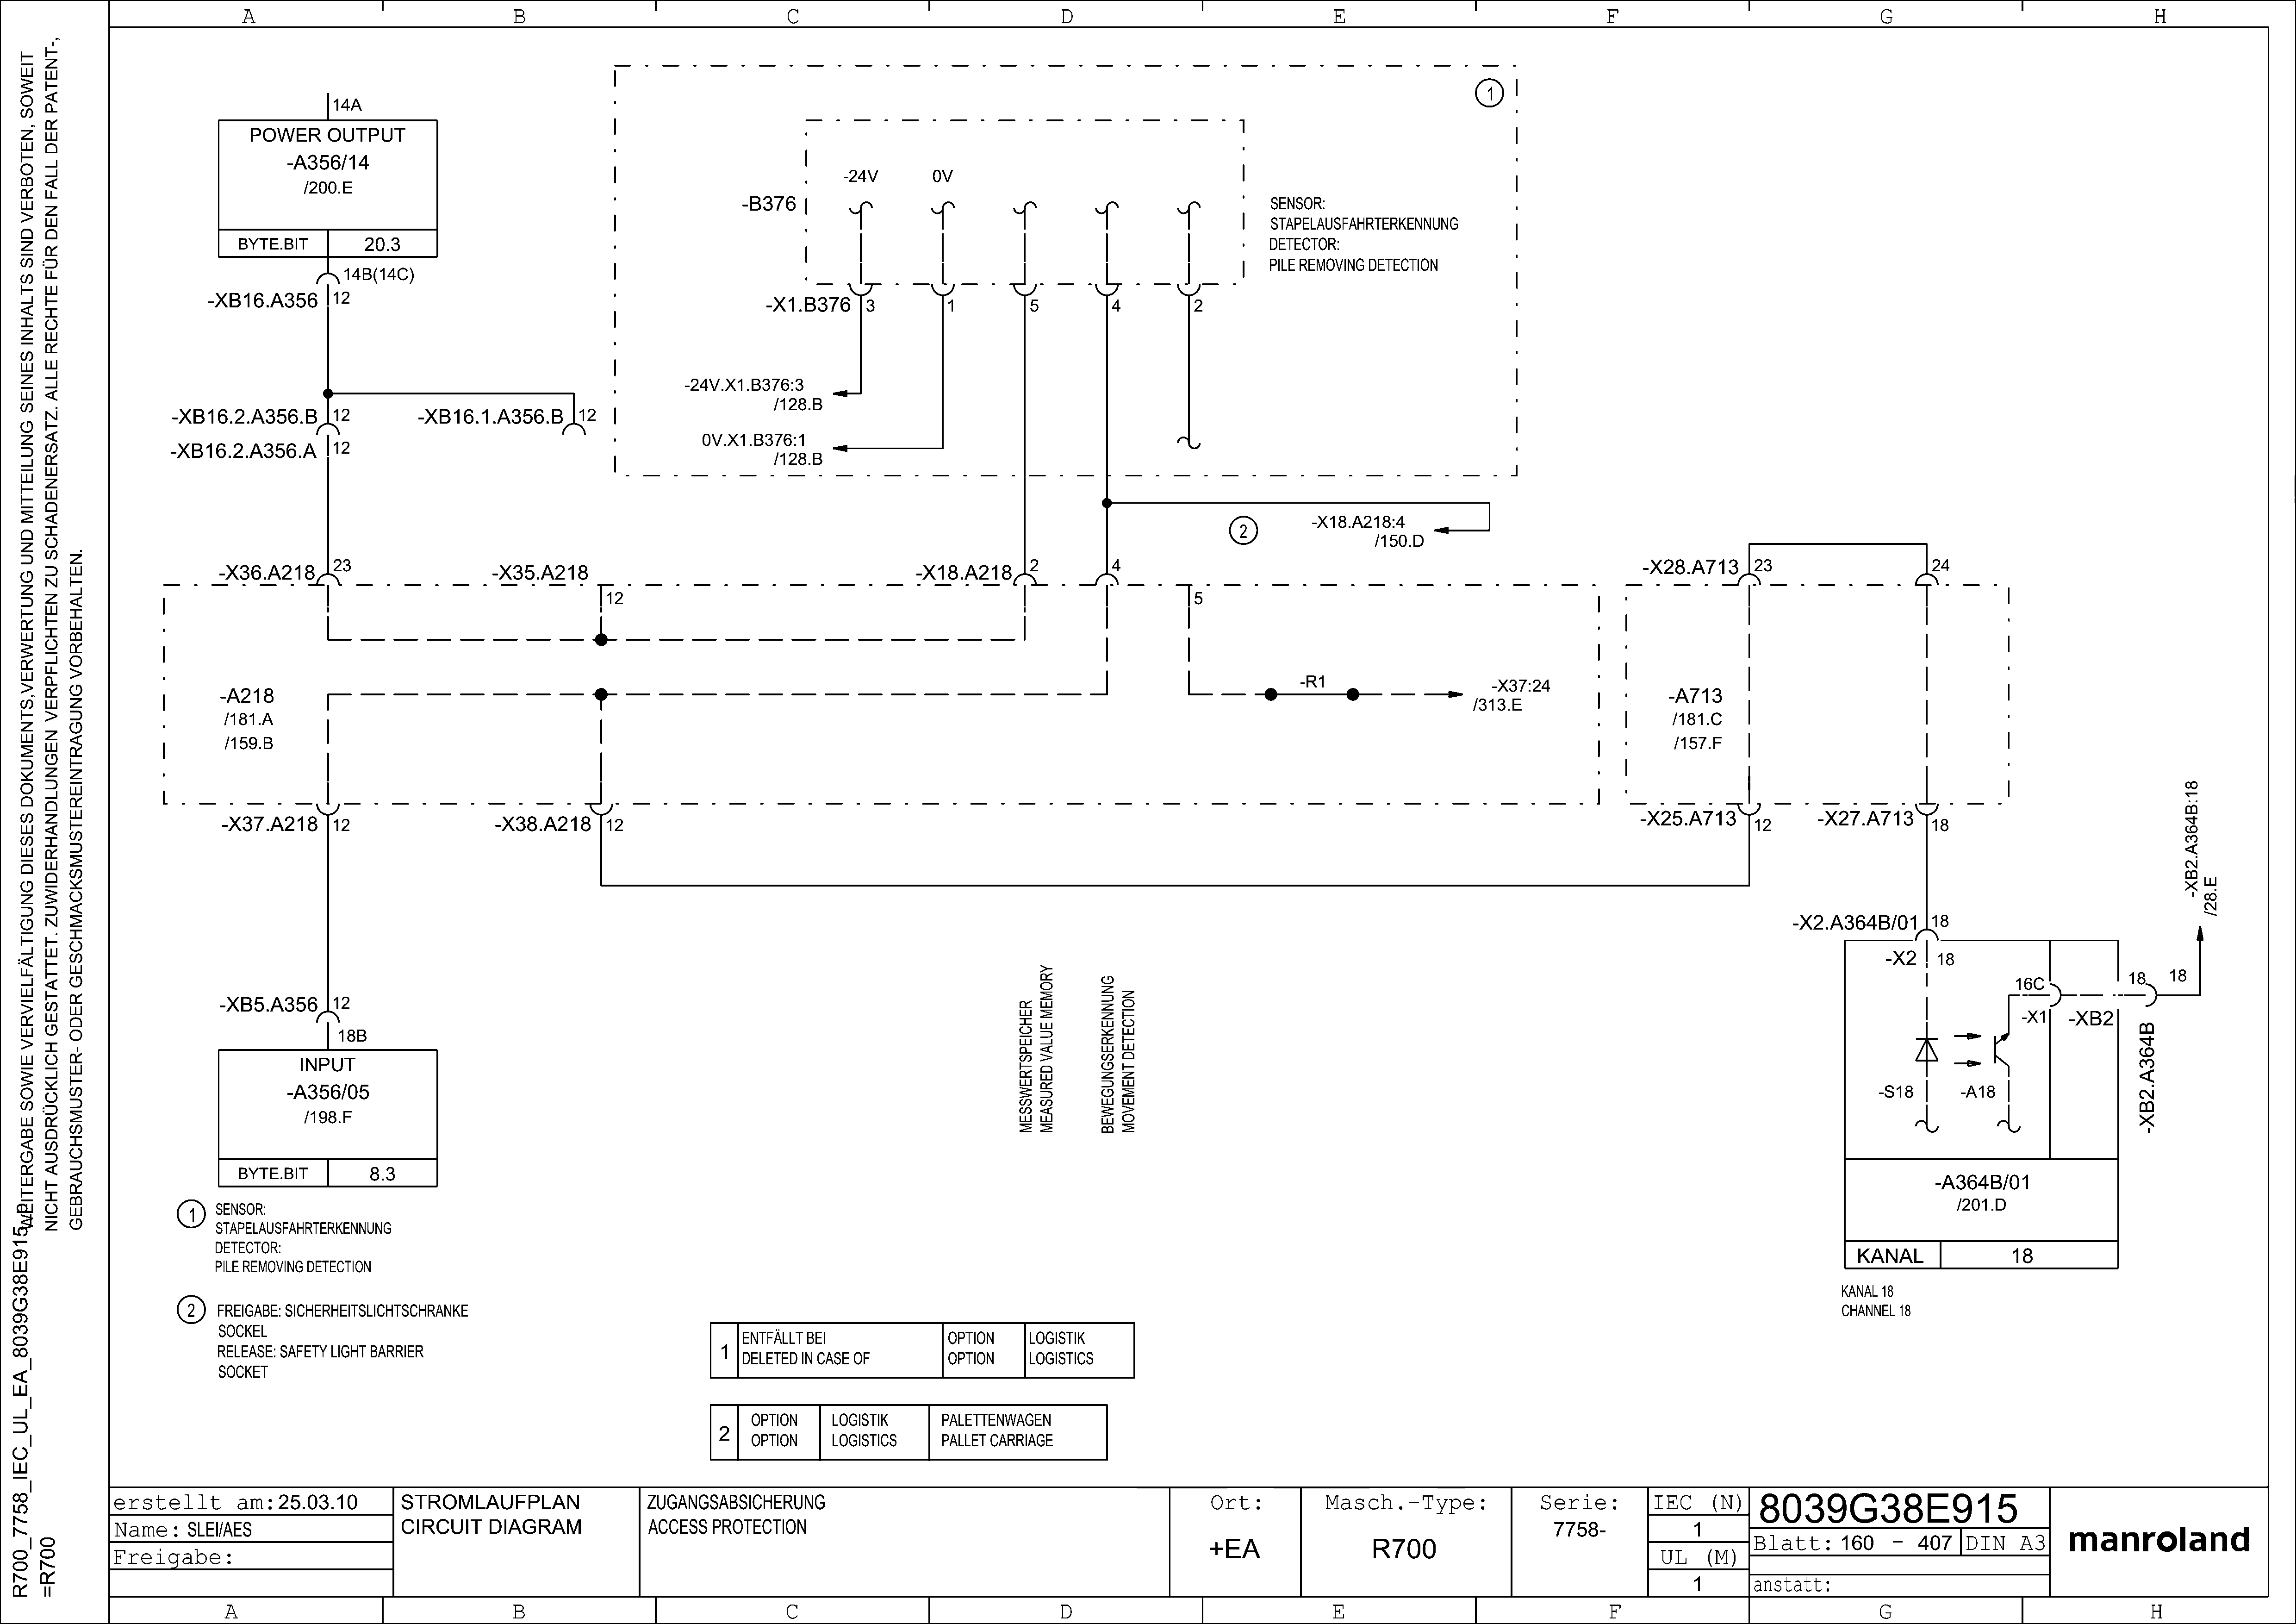 A B C D E F G H
WEITERGABE SOWIE VERVIELFÄLTIGUNG DIESES DOKUMENTS,VERWERTUNG UND MITTEILUNG SEINES INHALTS SIND VERBOTEN, SOWEIT
NICHT AUSDRÜCKLICH GESTATTET. ZUWIDERHANDLUNGEN VERPFLICHTEN ZU SCHADENERSATZ. ALLE RECHTE FÜR DEN FALL DER PATENT-,
GEBRAUCHSMUSTER- ODER GESCHMACKSMUSTEREINTRAGUNG VORBEHALTEN.
R700_7758_IEC_UL_EA_8039G38E915_D
=R700
14A
POWER OUTPUT
-A356/14
/200.E
BYTE.BIT 20.3
14B(14C)
-XB16.A356 12
-XB16.2.A356.B 12
-XB16.1.A356.B 12
-XB16.2.A356.A 12
1
-24V 0V
-B376
SENSOR:
STAPELAUSFAHRTERKENNUNG
DETECTOR:
PILE REMOVING DETECTION
-X1.B376 3 1 5 4 2
-24V.X1.B376:3
/128.B
0V.X1.B376:1
/128.B
2
-X18.A218:4
/150.D
-X36.A218 23
-X35.A218
12
-X18.A218 2 4
5
-X28.A713 23 24
-A218
/181.A
/159.B
-R1
-X37:24
/313.E
-A713
/181.C
/157.F
-X37.A218 12
-X38.A218 12
-X25.A713 12
-X27.A713 18
-XB2.A364B:18
/28.E
-X2.A364B/01 18
-X2 18
16C
18 18
-X1 -XB2
-XB2.A364B
-S18 -A18
-A364B/01
/201.D
KANAL 18
KANAL 18
CHANNEL 18
-XB5.A356 12
18B
INPUT
-A356/05
/198.F
BYTE.BIT 8.3
MESSWERTSPEICHER
MEASURED VALUE MEMORY
BEWEGUNGSERKENNUNG
MOVEMENT DETECTION
1 SENSOR:
STAPELAUSFAHRTERKENNUNG
DETECTOR:
PILE REMOVING DETECTION
2 FREIGABE: SICHERHEITSLICHTSCHRANKE
SOCKEL
RELEASE: SAFETY LIGHT BARRIER
SOCKET
1 ENTFÄLLT BEI OPTION LOGISTIK
DELETED IN CASE OF OPTION LOGISTICS
2 OPTION LOGISTIK PALETTENWAGEN
OPTION LOGISTICS PALLET CARRIAGE
erstellt am: 25.03.10
Name: SLEI/AES
Freigabe:
STROMLAUFPLAN
CIRCUIT DIAGRAM
ZUGANGSABSICHERUNG
ACCESS PROTECTION
Ort:
+EA
Masch.-Type:
R700
Serie:
7758-
IEC (N)
1
UL (M)
1
8039G38E915
Blatt: 160 - 407 DIN A3
anstatt:
manroland
A B C D E F G H